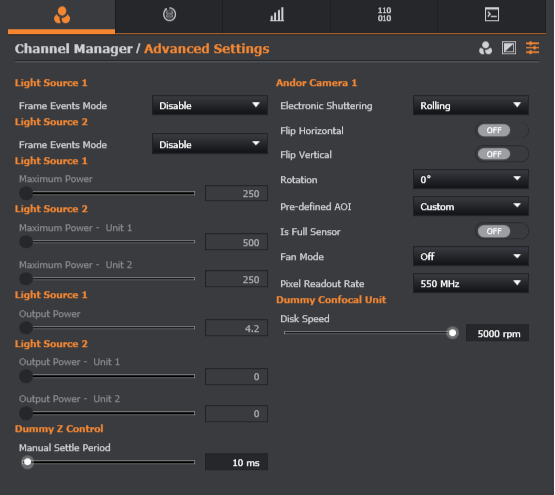 110
010
Channel Manager / Advanced Settings
Light Source 1
Frame Events Mode Disable
Light Source 2
Frame Events Mode Disable
Light Source 1
Maximum Power
250
Light Source 2
Maximum Power - Unit 1
500
Maximum Power - Unit 2
250
Light Source 1
Output Power
4.2
Light Source 2
Output Power - Unit 1
0
Output Power - Unit 2
0
Dummy Z Control
Manual Settle Period
10 ms
Andor Camera 1
Electronic Shuttering Rolling
Flip Horizontal OFF
Flip Vertical OFF
Rotation 0°
Pre-defined AOI Custom
Is Full Sensor OFF
Fan Mode Off
Pixel Readout Rate 550 MHz
Dummy Confocal Unit
Disk Speed
5000 rpm